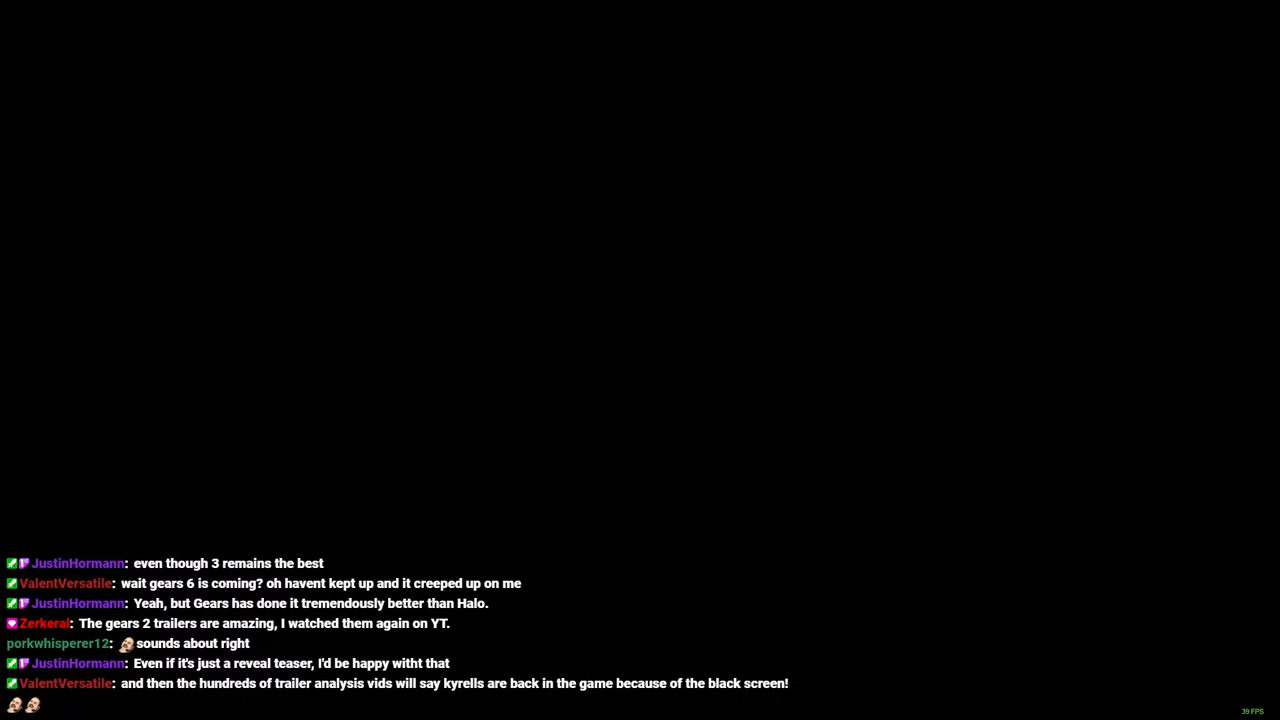 JustinHormann: even though 3 remains the best
ValentVersatile: wait gears 6 is coming? oh havent kept up and it creeped up on me
JustinHormann: Yeah, but Gears has done it tremendously better than Halo.
Zerkeral: The gears 2 trailers are amazing, I watched them again on YT.
porkwhisperer12: sounds about right
JustinHormann: Even if it's just a reveal teaser, I'd be happy witht that
ValentVersatile: and then the hundreds of trailer analysis vids will say kyrells are back in the game because of the black screen!
39 FPS